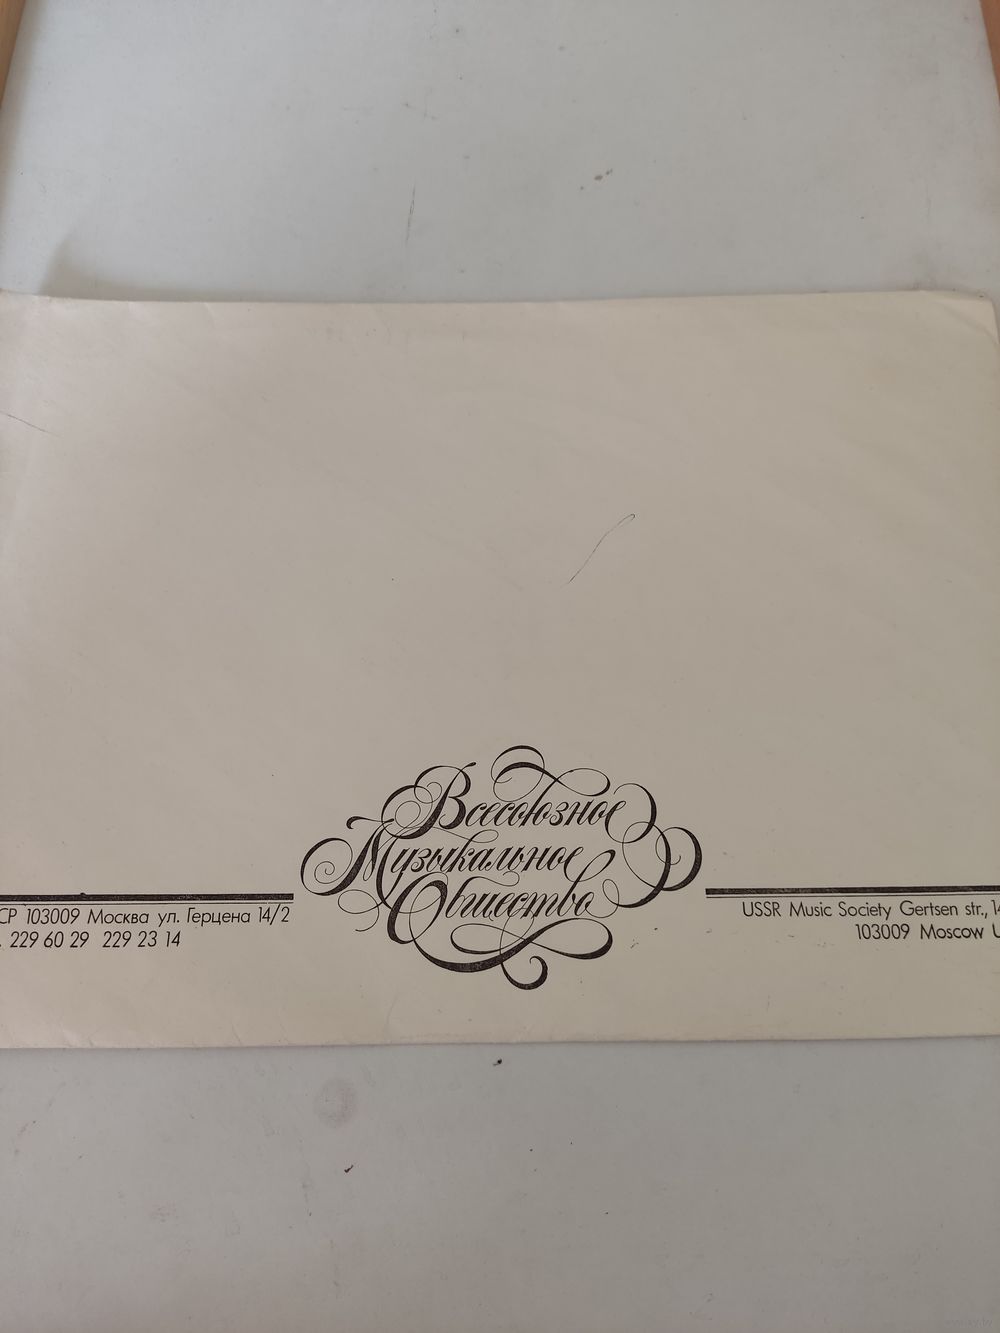 Всесоюзное
Музыкальное
Общество
СР 103009 Москва ул. Герцена 14/2
. 229 60 29 229 23 14
USSR Music Society Gertsen str., 14
103009 Moscow U